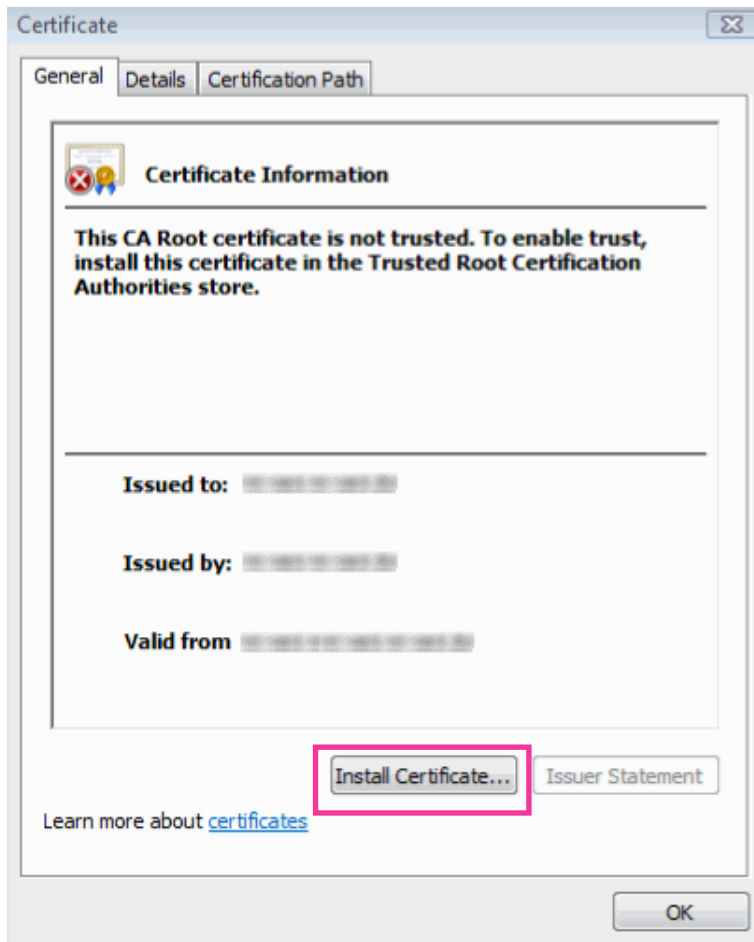 Certificate
General Details Certification Path
Certificate Information
This CA Root certificate is not trusted. To enable trust,
install this certificate in the Trusted Root Certification
Authorities store.
Issued to:
Issued by:
Valid from
Install Certificate... Issuer Statement
Learn more about certificates
OK